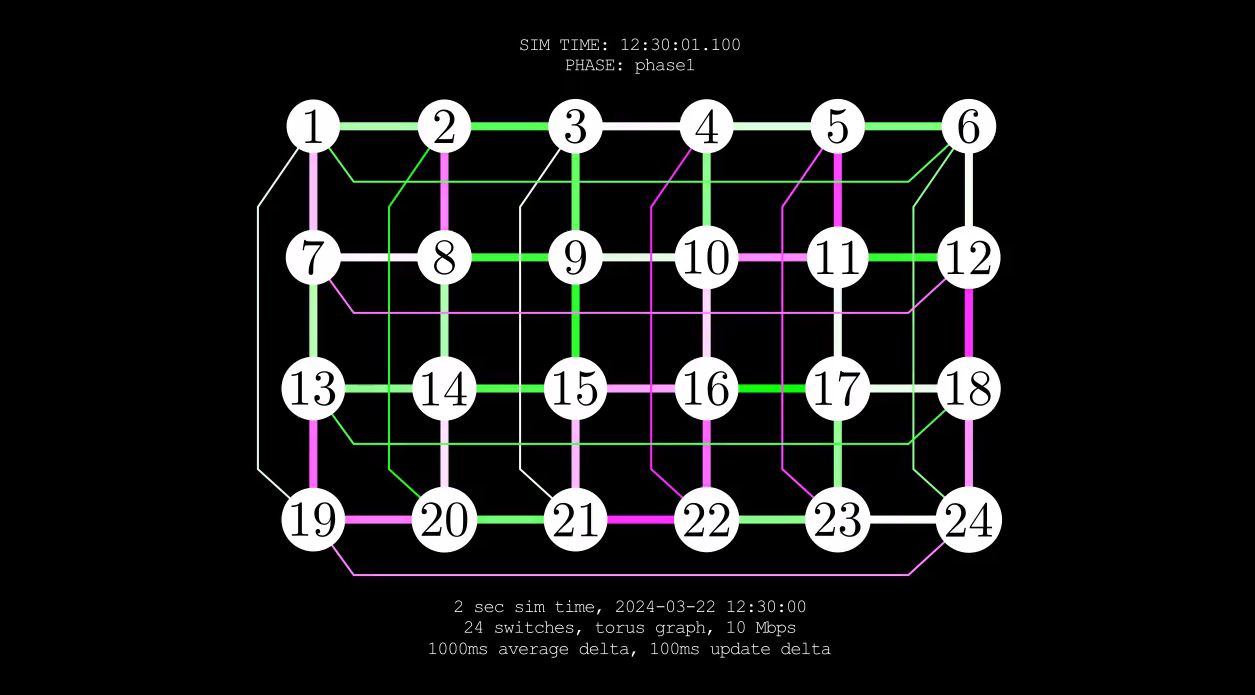 SIM TIME: 12:30:01.100
PHASE: phase1
1 2 3 4 5 6
7 8 9 10 11 12
13 14 15 16 17 18
19 20 21 22 23 24
2 sec sim time, 2024-03-22 12:30:00
24 switches, torus graph, 10 Mbps
1000ms average delta, 100ms update delta